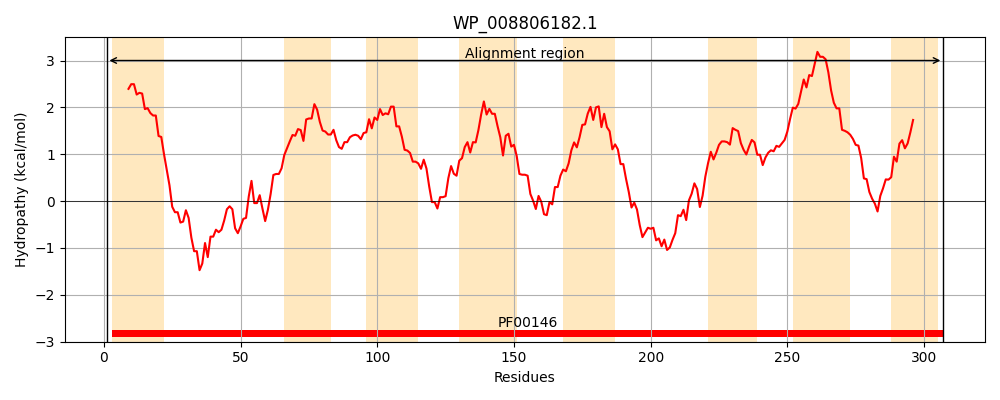 WP_008806182.1
Alignment region
Hydropathy (kcal/mol)
3
2
1
0
−1
−2
−3
PF00146
0 50 100 150 200 250 300
Residues